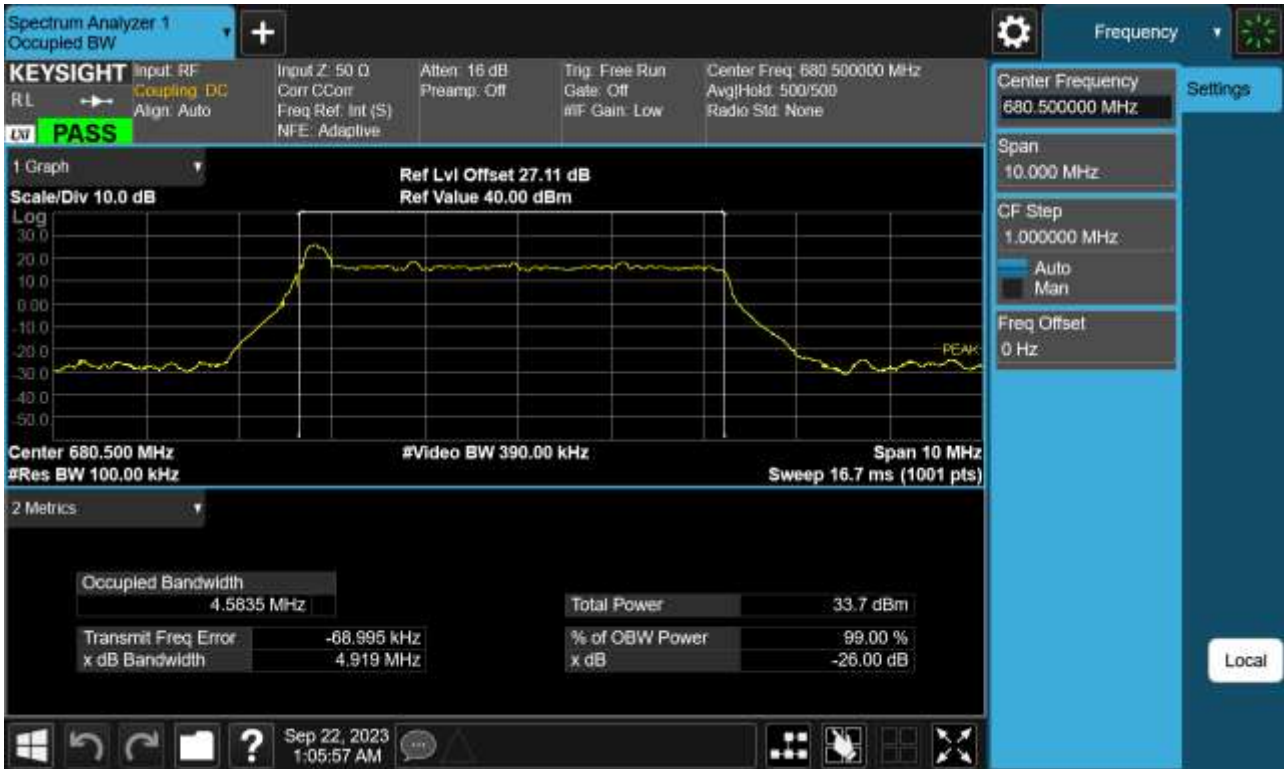 Spectrum Analyzer 1
Occupied BW
+
Frequency
KEYSIGHT
RL
LXI
PASS
Input: RF
Coupling: DC
Align: Auto
Input Z: 50 Ω
Corr CCorr
Freq Ref: Int (S)
NFE: Adaptive
Atten: 16 dB
Preamp: Off
Trig: Free Run
Gate: Off
#IF Gain: Low
Center Freq: 680.500000 MHz
Avg|Hold: 500/500
Radio Std: None
Center Frequency
680.500000 MHz
Settings
Span
10.000 MHz
CF Step
1.000000 MHz
Auto
Man
Freq Offset
0 Hz
1 Graph
Scale/Div 10.0 dB
Ref Lvl Offset 27.11 dB
Ref Value 40.00 dBm
Log
30.0
20.0
10.0
0.00
-10.0
-20.0
-30.0
-40.0
-50.0
PEAK
Center 680.500 MHz
#Video BW 390.00 kHz
Span 10 MHz
#Res BW 100.00 kHz
Sweep 16.7 ms (1001 pts)
2 Metrics
Occupied Bandwidth
4.5835 MHz
Total Power 33.7 dBm
Transmit Freq Error -68.995 kHz
% of OBW Power 99.00 %
x dB Bandwidth 4.919 MHz
x dB -26.00 dB
Local
?
Sep 22, 2023
1:05:57 AM